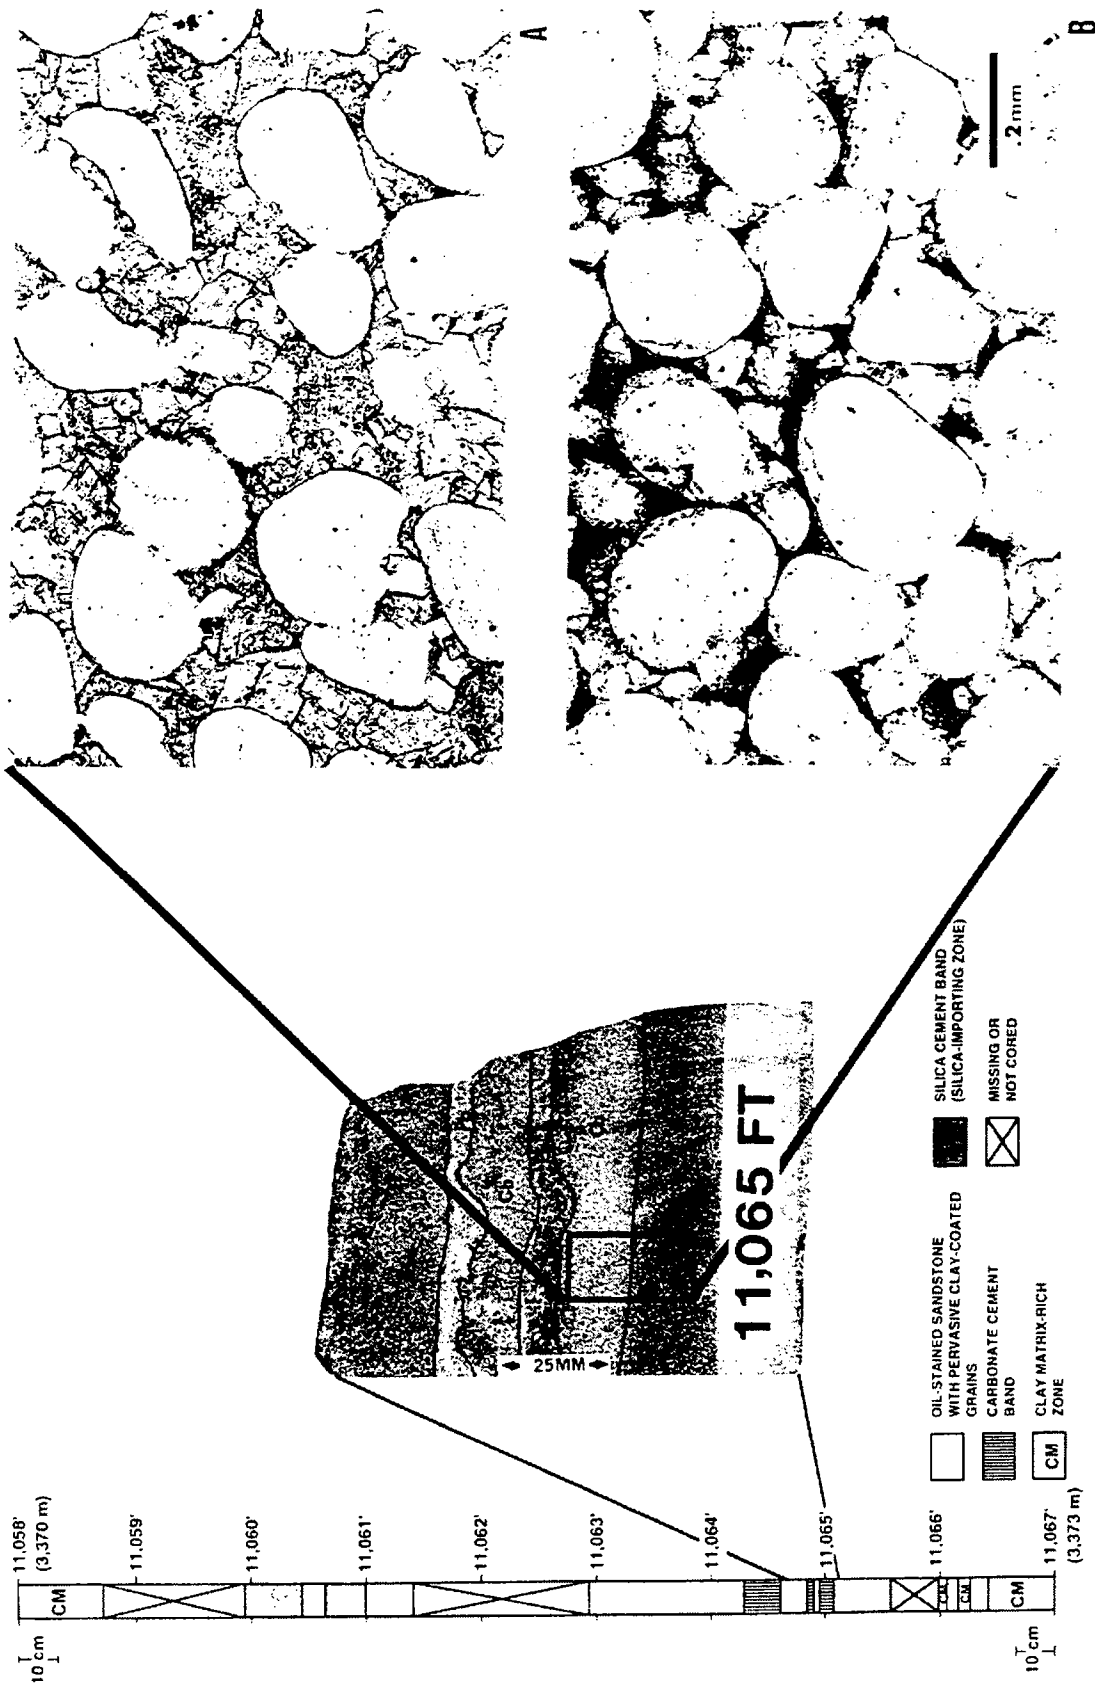 11,058'
(3,370 m)
11,059'
11,060'
11,061'
11,062'
11,063'
11,064'
11,065'
11,066'
11,067'
(3,373 m)
10 cm
CM
CM
CM
10 cm
25MM
Cb
11,065 FT
OIL-STAINED SANDSTONE
WITH PERVASIVE CLAY-COATED
GRAINS
CARBONATE CEMENT
BAND
CM
CLAY MATRIX-RICH
ZONE
SILICA CEMENT BAND
(SILICA-IMPORTING ZONE)
MISSING OR
NOT CORED
A
B
.2 mm